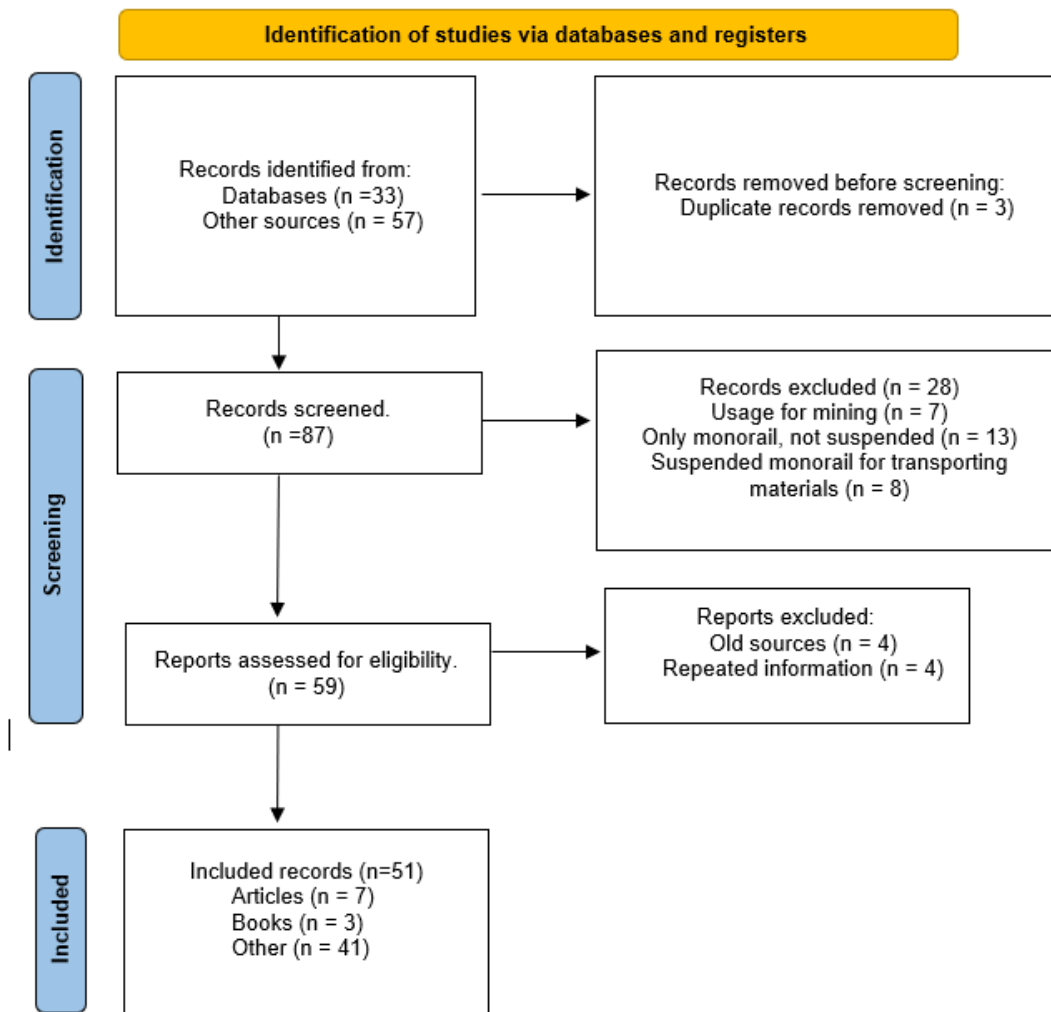 Identification of studies via databases and registers
Identification
Records identified from:
Databases (n =33)
Other sources (n = 57)
Records removed before screening:
Duplicate records removed (n = 3)
Screening
Records screened.
(n =87)
Records excluded (n = 28)
Usage for mining (n = 7)
Only monorail, not suspended (n = 13)
Suspended monorail for transporting
materials (n = 8)
Reports assessed for eligibility.
(n = 59)
Reports excluded:
Old sources (n = 4)
Repeated information (n = 4)
Included
Included records (n=51)
Articles (n = 7)
Books (n = 3)
Other (n = 41)